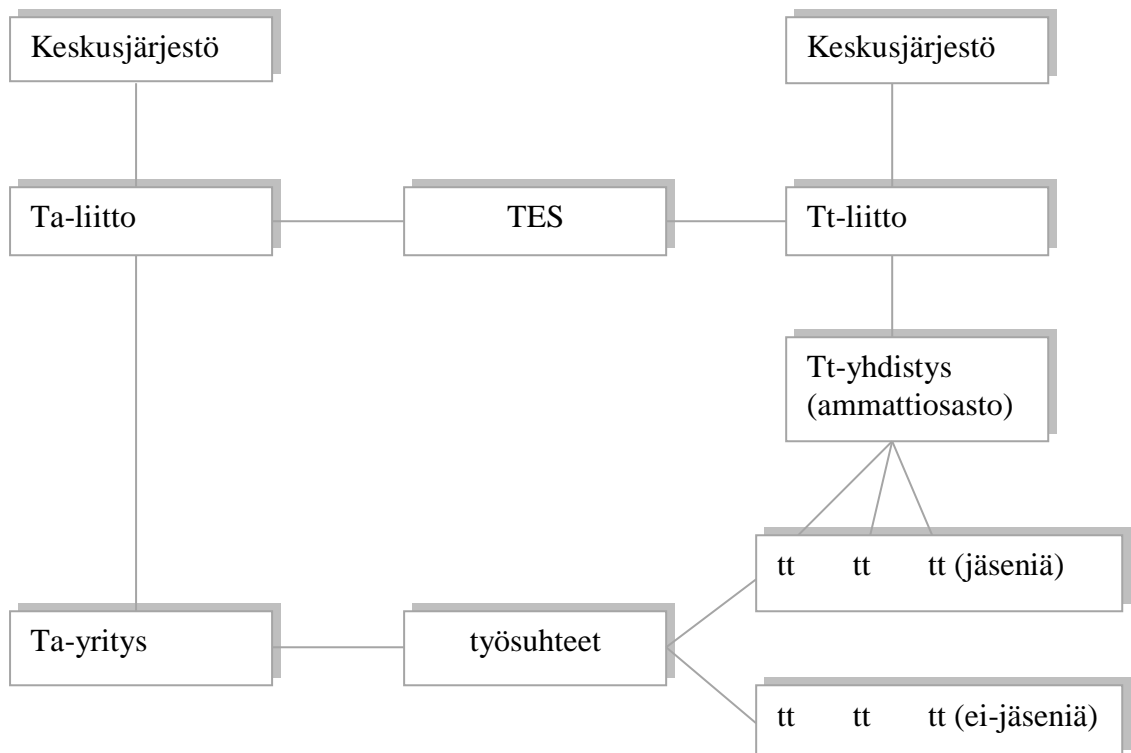 Keskusjärjestö
Keskusjärjestö
Ta-liitto
TES
Tt-liitto
Tt-yhdistys
(ammattiosasto)
tt tt tt (jäseniä)
Ta-yritys
työsuhteet
tt tt tt (ei-jäseniä)